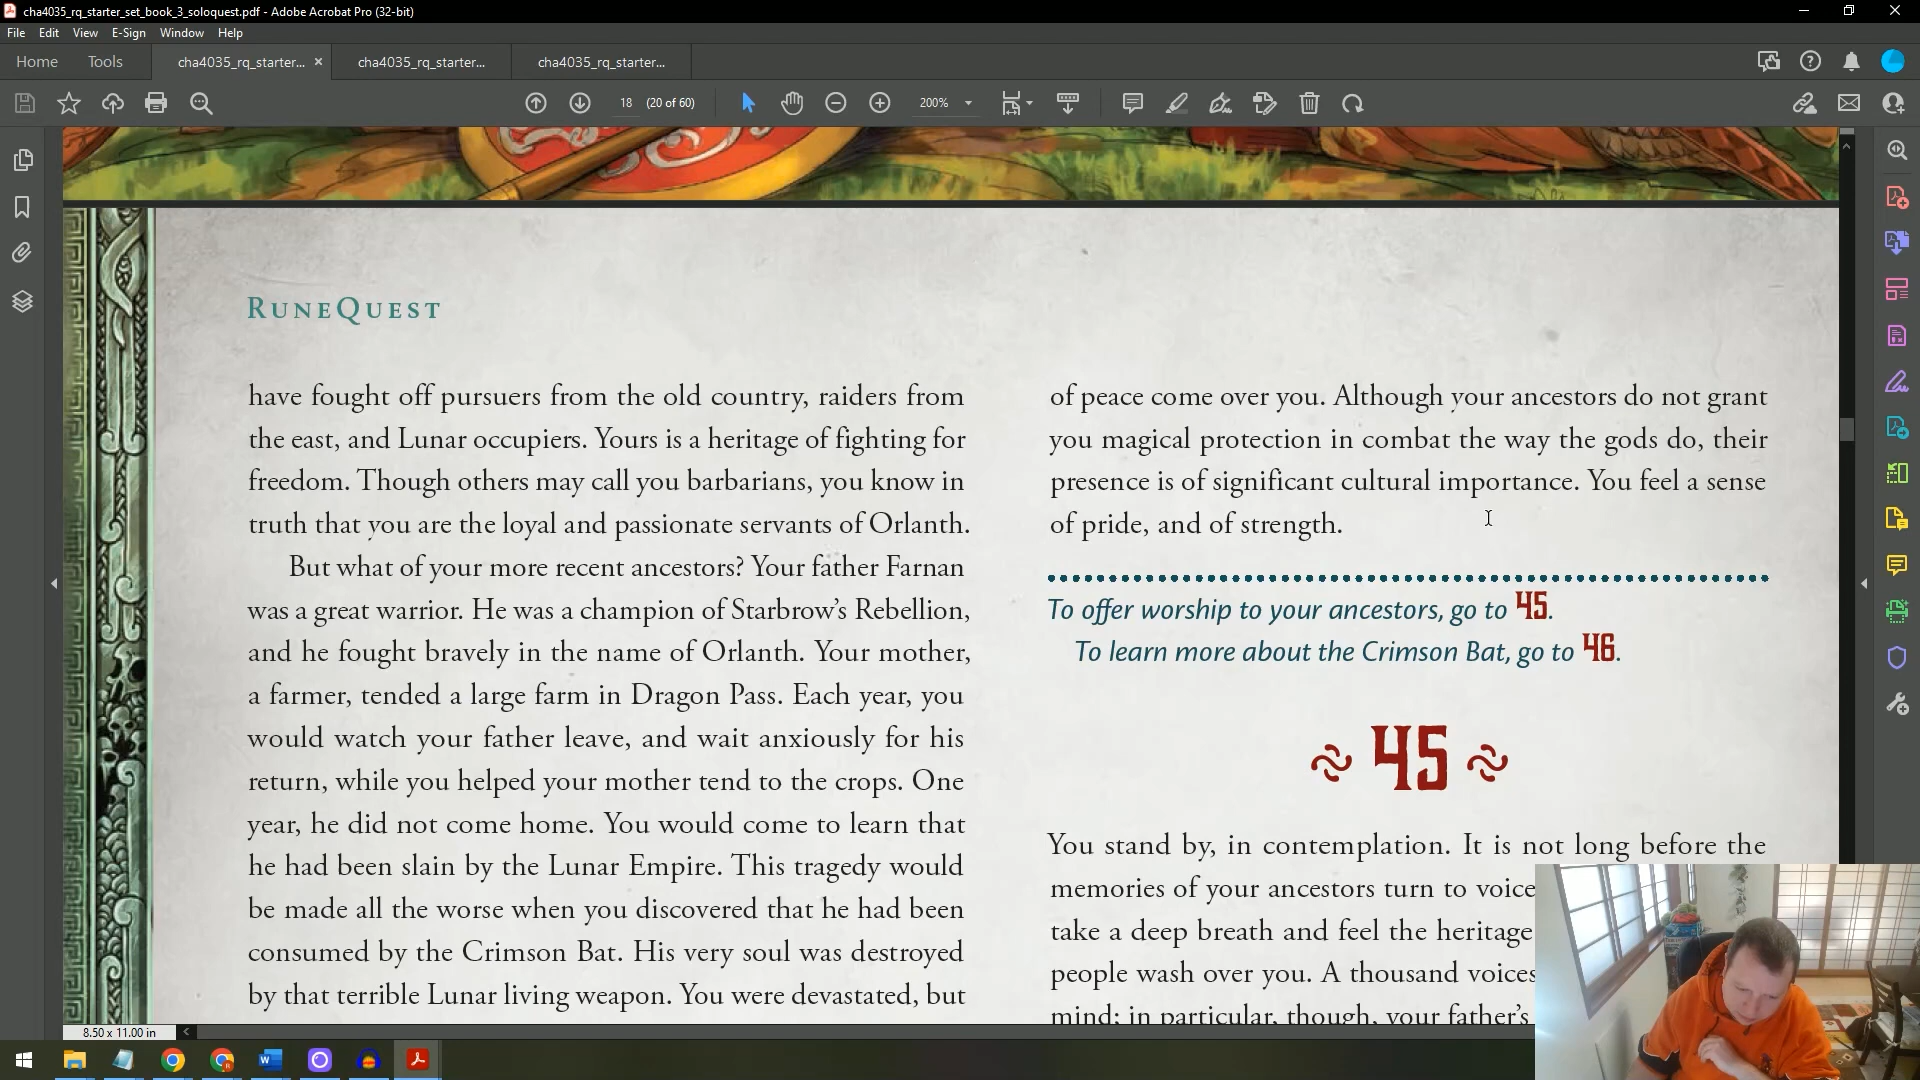 cha4035_rq_starter_set_book_3_soloquest.pdf - Adobe Acrobat Pro (32-bit)
File Edit View E-Sign Window Help
Home Tools cha4035_rq_starter... × cha4035_rq_starter... cha4035_rq_starter...
18 (20 of 60) 200%
RUNEQUEST
have fought off pursuers from the old country, raiders from
the east, and Lunar occupiers. Yours is a heritage of fighting for
freedom. Though others may call you barbarians, you know in
truth that you are the loyal and passionate servants of Orlanth.
But what of your more recent ancestors? Your father Farnan
was a great warrior. He was a champion of Starbrow's Rebellion,
and he fought bravely in the name of Orlanth. Your mother,
a farmer, tended a large farm in Dragon Pass. Each year, you
would watch your father leave, and wait anxiously for his
return, while you helped your mother tend to the crops. One
year, he did not come home. You would come to learn that
he had been slain by the Lunar Empire. This tragedy would
be made all the worse when you discovered that he had been
consumed by the Crimson Bat. His very soul was destroyed
by that terrible Lunar living weapon. You were devastated, but
of peace come over you. Although your ancestors do not grant
you magical protection in combat the way the gods do, their
presence is of significant cultural importance. You feel a sense
of pride, and of strength.
To offer worship to your ancestors, go to 45.
To learn more about the Crimson Bat, go to 46.
45
You stand by, in contemplation. It is not long before the
memories of your ancestors turn to voice
take a deep breath and feel the heritage
people wash over you. A thousand voices
mind; in particular, though, your father's
8.50 x 11.00 in